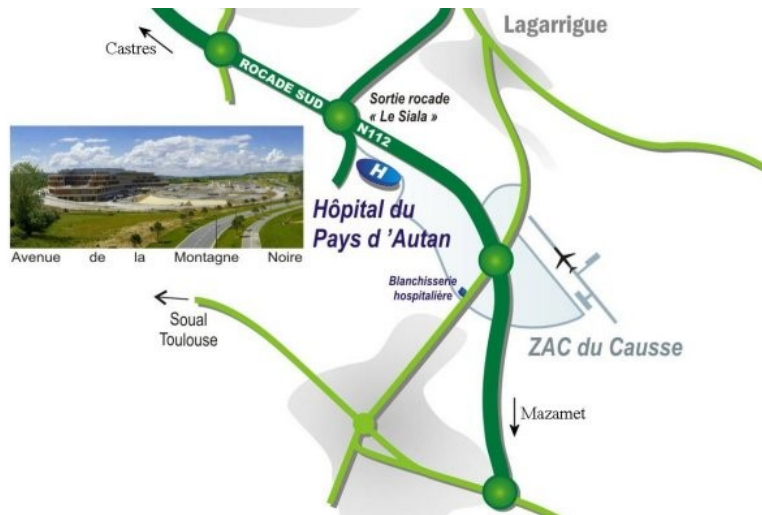 Lagarrigue
Castres
ROCADE SUD
Sortie rocade
« Le Siala »
N112
H
Hôpital du
Pays d ’Autan
Avenue de la Montagne Noire
Blanchisserie
hospitalière
Soual
Toulouse
ZAC du Causse
Mazamet